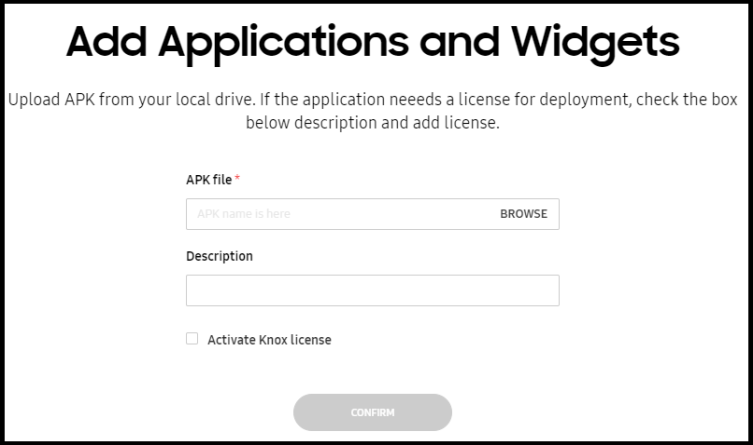 Add Applications and Widgets
Upload APK from your local drive. If the application neeeds a license for deployment, check the box
below description and add license.
APK file *
APK name is here BROWSE
Description
Activate Knox license
CONFIRM